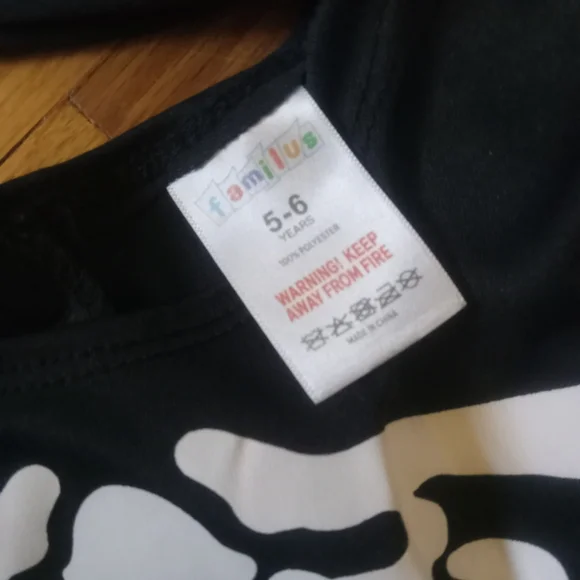 familus
5-6
YEARS
100% POLYESTER
WARNING! KEEP
AWAY FROM FIRE
MADE IN CHINA